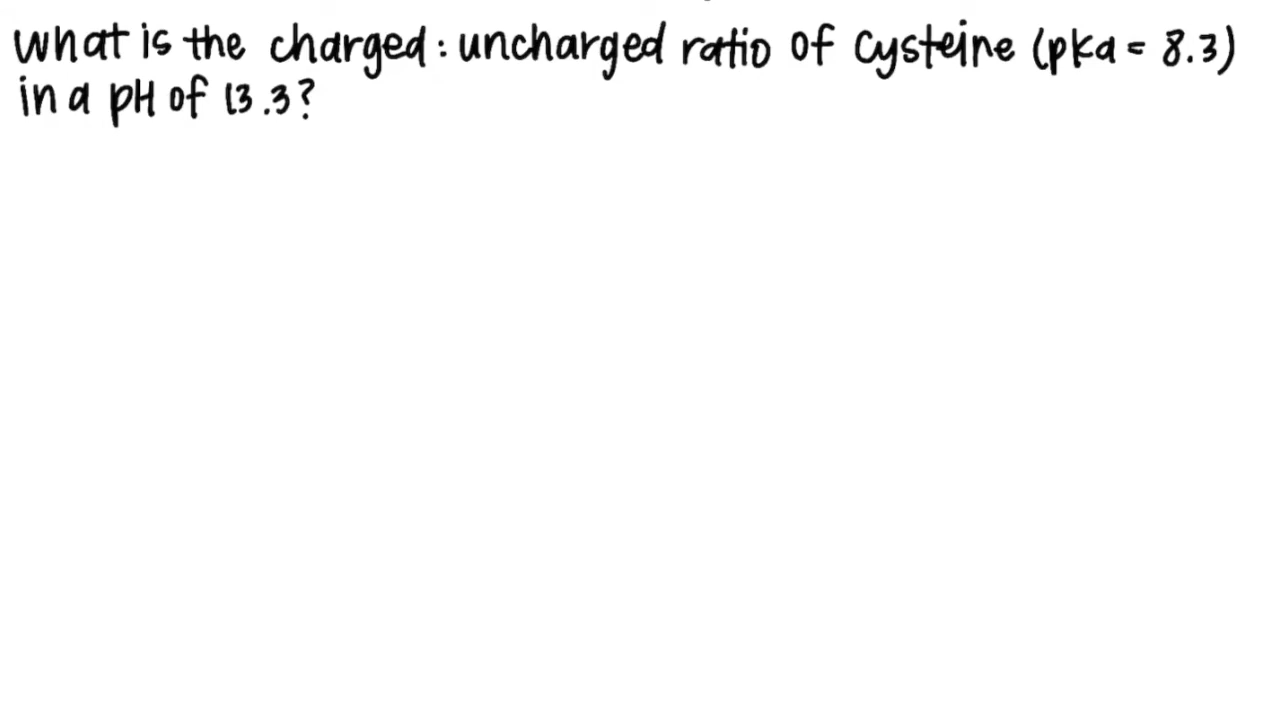 what is the charged : uncharged ratio of cysteine (pka = 8.3)
in a pH of 13.3?